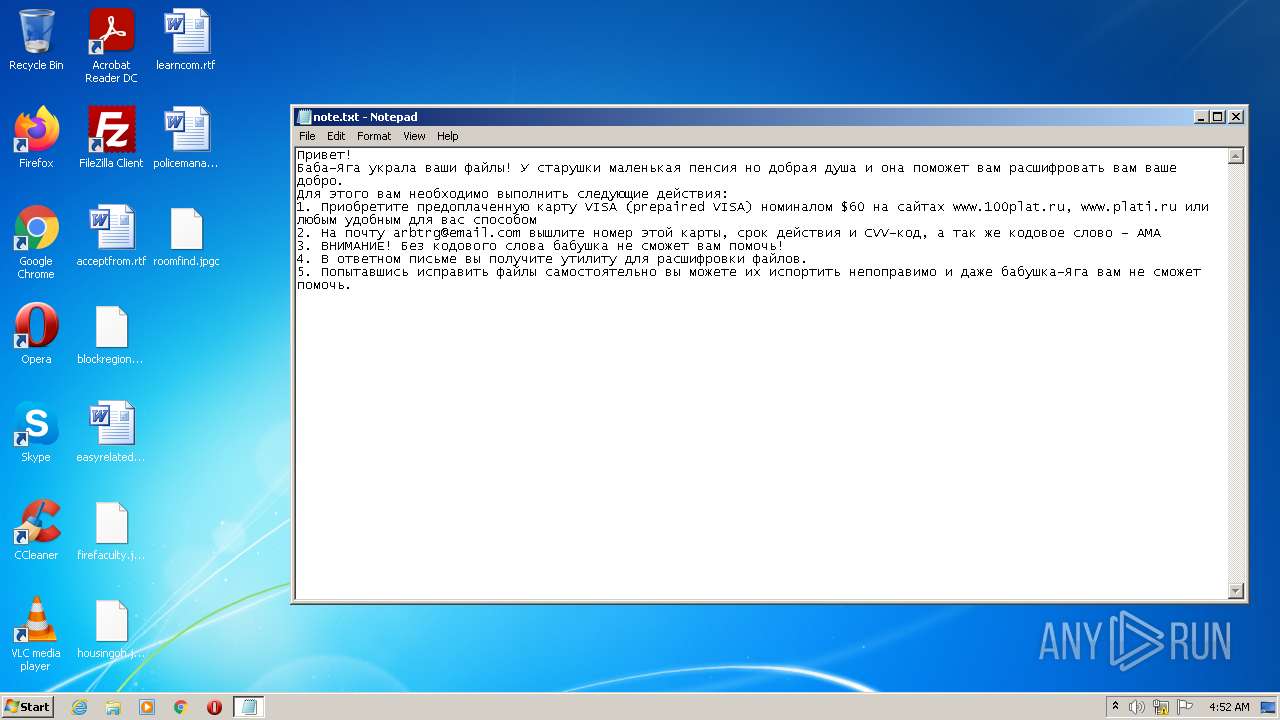 Recycle Bin
Acrobat
Reader DC
learncom.rtf
Firefox
FileZilla Client
policemana...
Google
Chrome
acceptfrom.rtf
roomfind.jpgc
Opera
blockregion...
Skype
easyrelated...
CCleaner
firefaculty.j...
VLC media
player
housingoh.j...
note.txt - Notepad
File Edit Format View Help
Привет!
Баба-Яга украла ваши файлы! У старушки маленькая пенсия но добрая душа и она поможет вам расшифровать вам ваше
добро.
Для этого вам необходимо выполнить следующие действия:
1. Приобретите предоплаченную карту VISA (prepaired VISA) номиналом $60 на сайтах www.100plat.ru, www.plati.ru или
любым удобным для вас способом
2. На почту arbtrg@email.com вашлите номер этой карты, срок действия и CVV-код, а так же кодовое слово - AMA
3. ВНИМАНИЕ! Без кодового слова бабушка не сможет вам помочь!
4. В ответном письме вы получите утилиту для расшифровки файлов.
5. Попытавшись исправить файлы самостоятельно вы можете их испортить непоправимо и даже бабушка-Яга вам не сможет
помочь.
ANY RUN
Start
4:52 AM